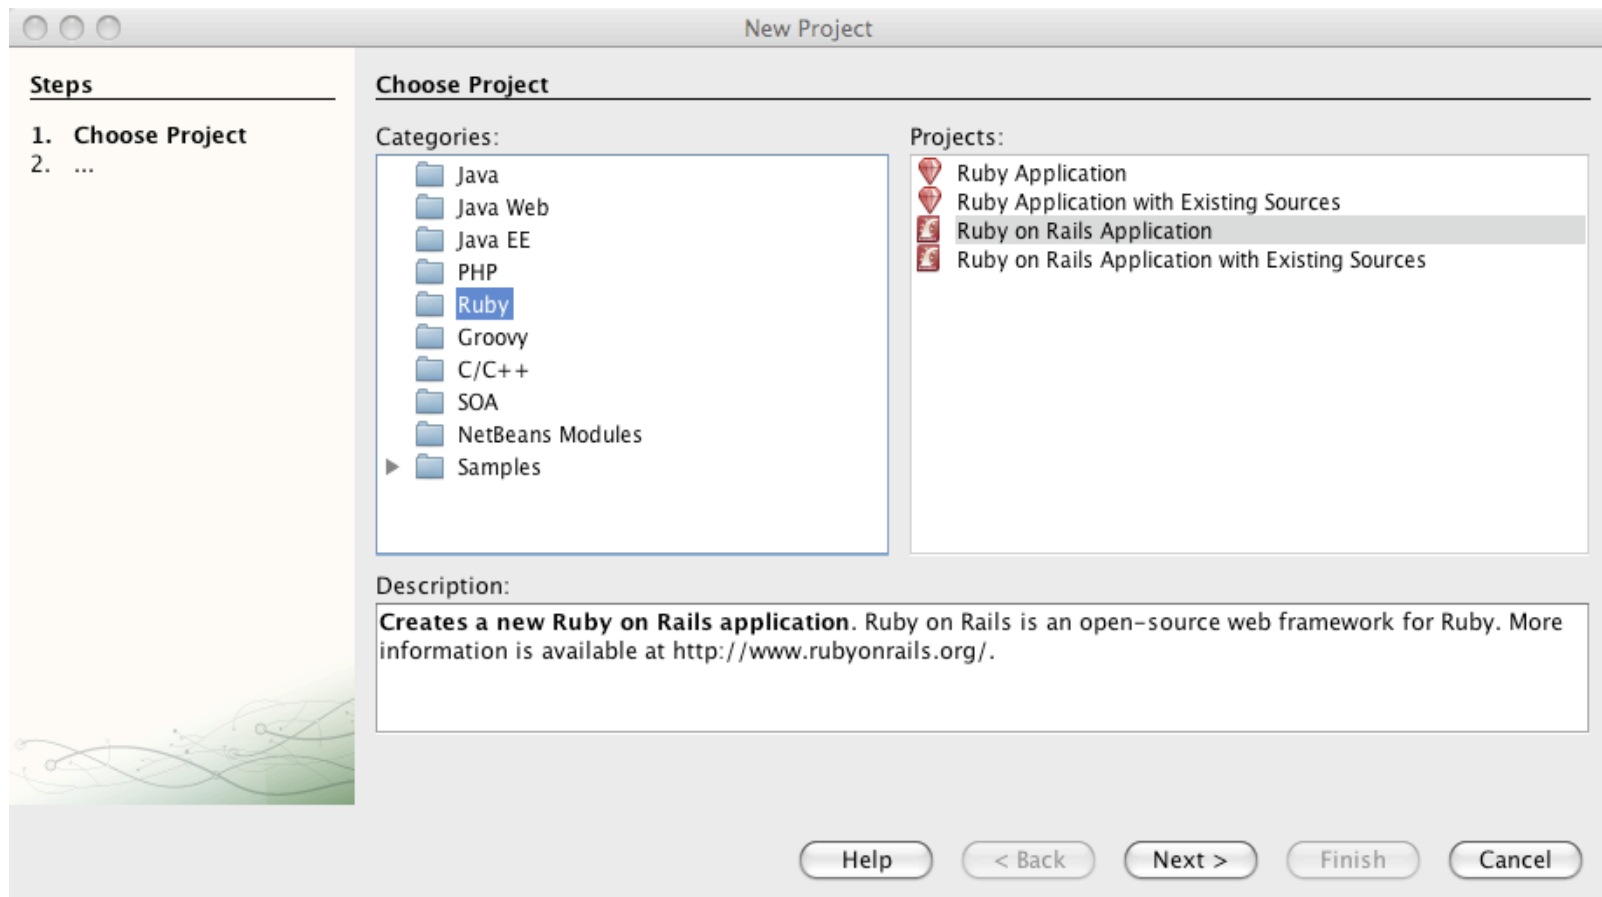 New Project
Steps
1. Choose Project
2. ...
Choose Project
Categories:
Java
Java Web
Java EE
PHP
Ruby
Groovy
C/C++
SOA
NetBeans Modules
Samples
Projects:
Ruby Application
Ruby Application with Existing Sources
Ruby on Rails Application
Ruby on Rails Application with Existing Sources
Description:
Creates a new Ruby on Rails application. Ruby on Rails is an open-source web framework for Ruby. More
information is available at http://www.rubyonrails.org/.
Help
< Back
Next >
Finish
Cancel